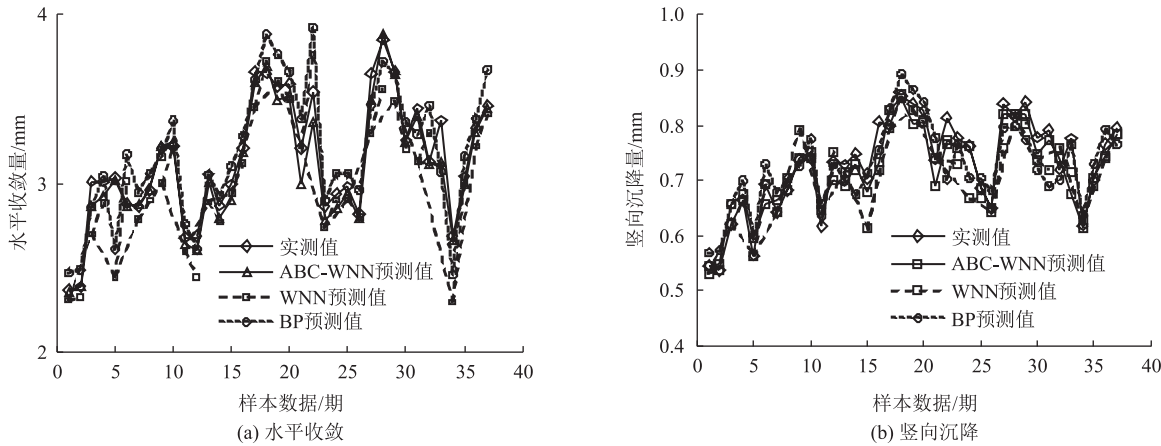 4
3
2
水平收敛量/mm
实测值
ABC-WNN预测值
WNN预测值
BP预测值
0 5 10 15 20 25 30 35 40
样本数据/期
(a) 水平收敛
1.0
0.9
0.8
0.7
0.6
0.5
0.4
竖向沉降量/mm
实测值
ABC-WNN预测值
WNN预测值
BP预测值
0 5 10 15 20 25 30 35 40
样本数据/期
(b) 竖向沉降